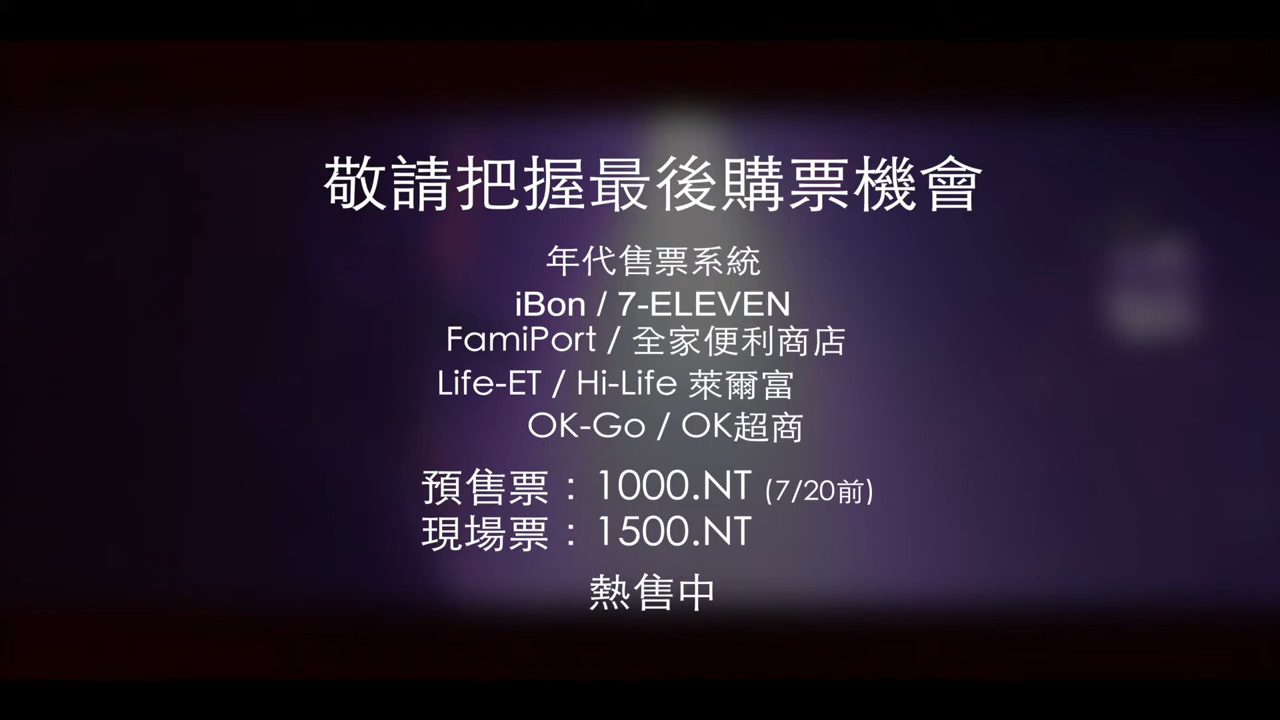 敬請把握最後購票機會
年代售票系統
iBon / 7-ELEVEN
FamiPort / 全家便利商店
Life-ET / Hi-Life 萊爾富
OK-Go / OK超商
預售票：1000.NT (7/20前)
現場票：1500.NT
熱售中